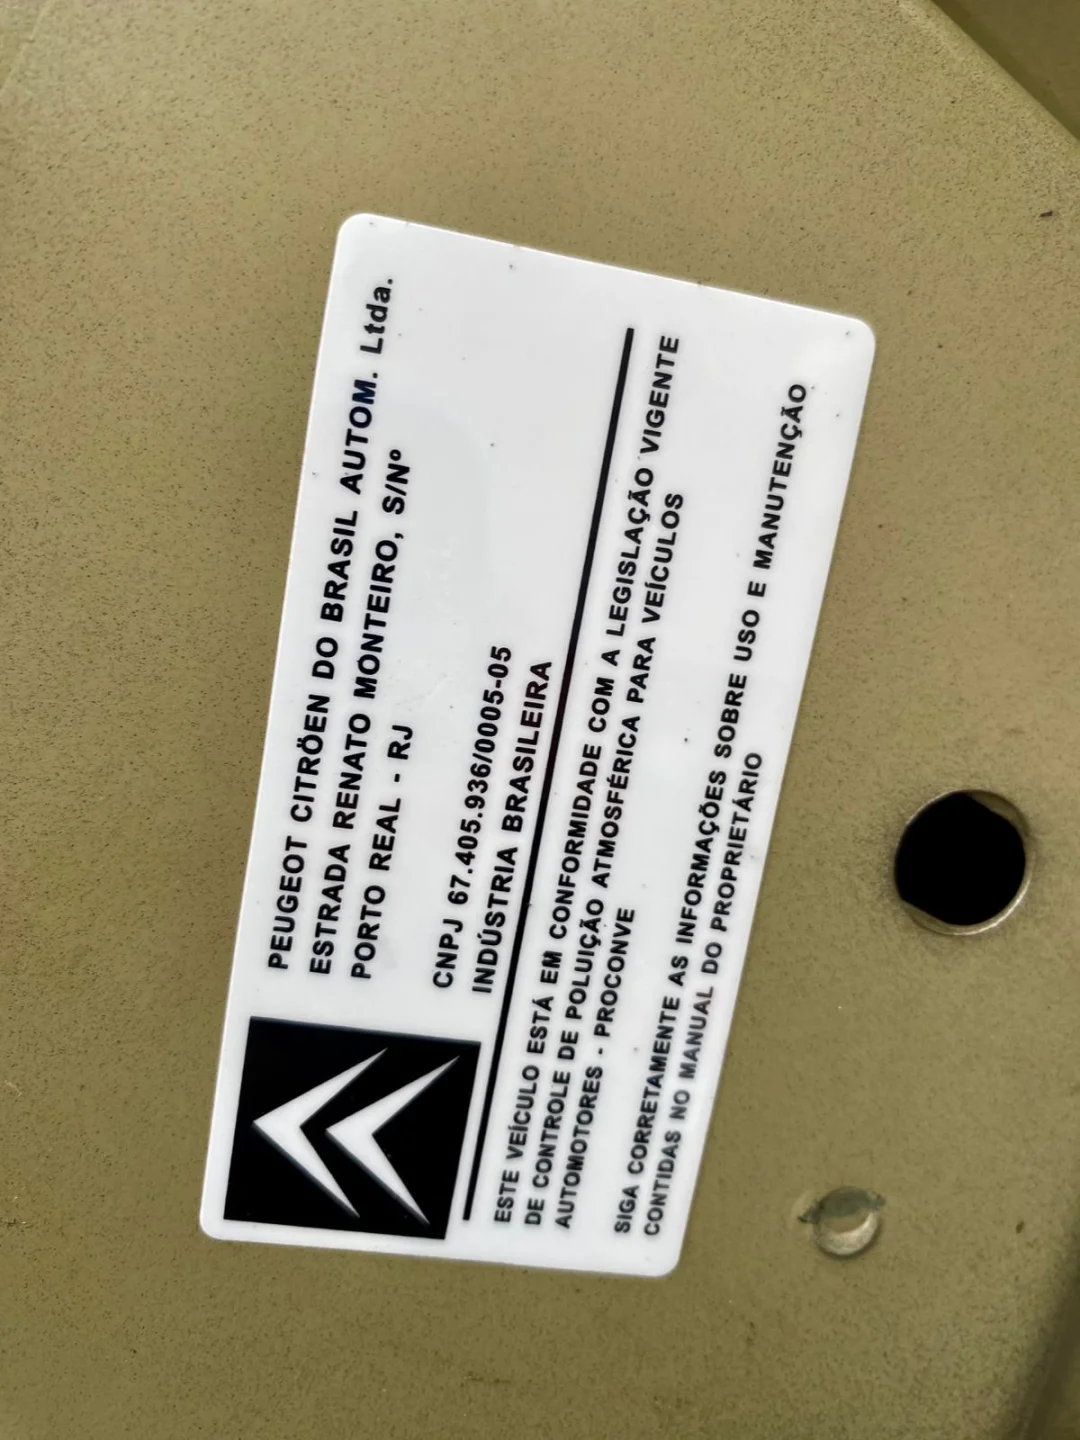 PEUGEOT CITRÖEN DO BRASIL AUTOM. Ltda.
ESTRADA RENATO MONTEIRO, S/Nº
PORTO REAL - RJ
CNPJ 67.405.936/0005-05
INDÚSTRIA BRASILEIRA
ESTE VEÍCULO ESTÁ EM CONFORMIDADE COM A LEGISLAÇÃO VIGENTE
DE CONTROLE DE POLUIÇÃO ATMOSFÉRICA PARA VEÍCULOS
AUTOMOTORES - PROCONVE
SIGA CORRETAMENTE AS INFORMAÇÕES SOBRE USO E MANUTENÇÃO
CONTIDAS NO MANUAL DO PROPRIETÁRIO